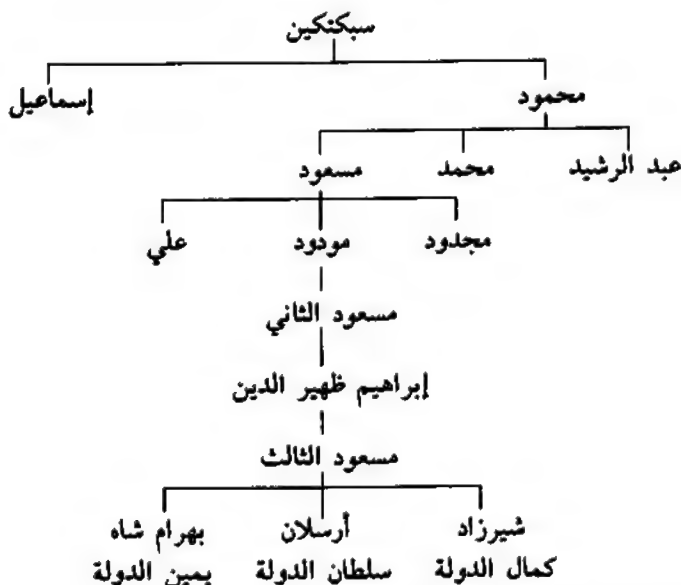 سبكتكين
محمود إسماعيل
عبد الرشيد محمد مسعود
مجدود مودود علي
مسعود الثاني
إبراهيم ظهير الدين
مسعود الثالث
شيرزاد أرسلان بهرام شاه
كمال الدولة سلطان الدولة يمين الدولة